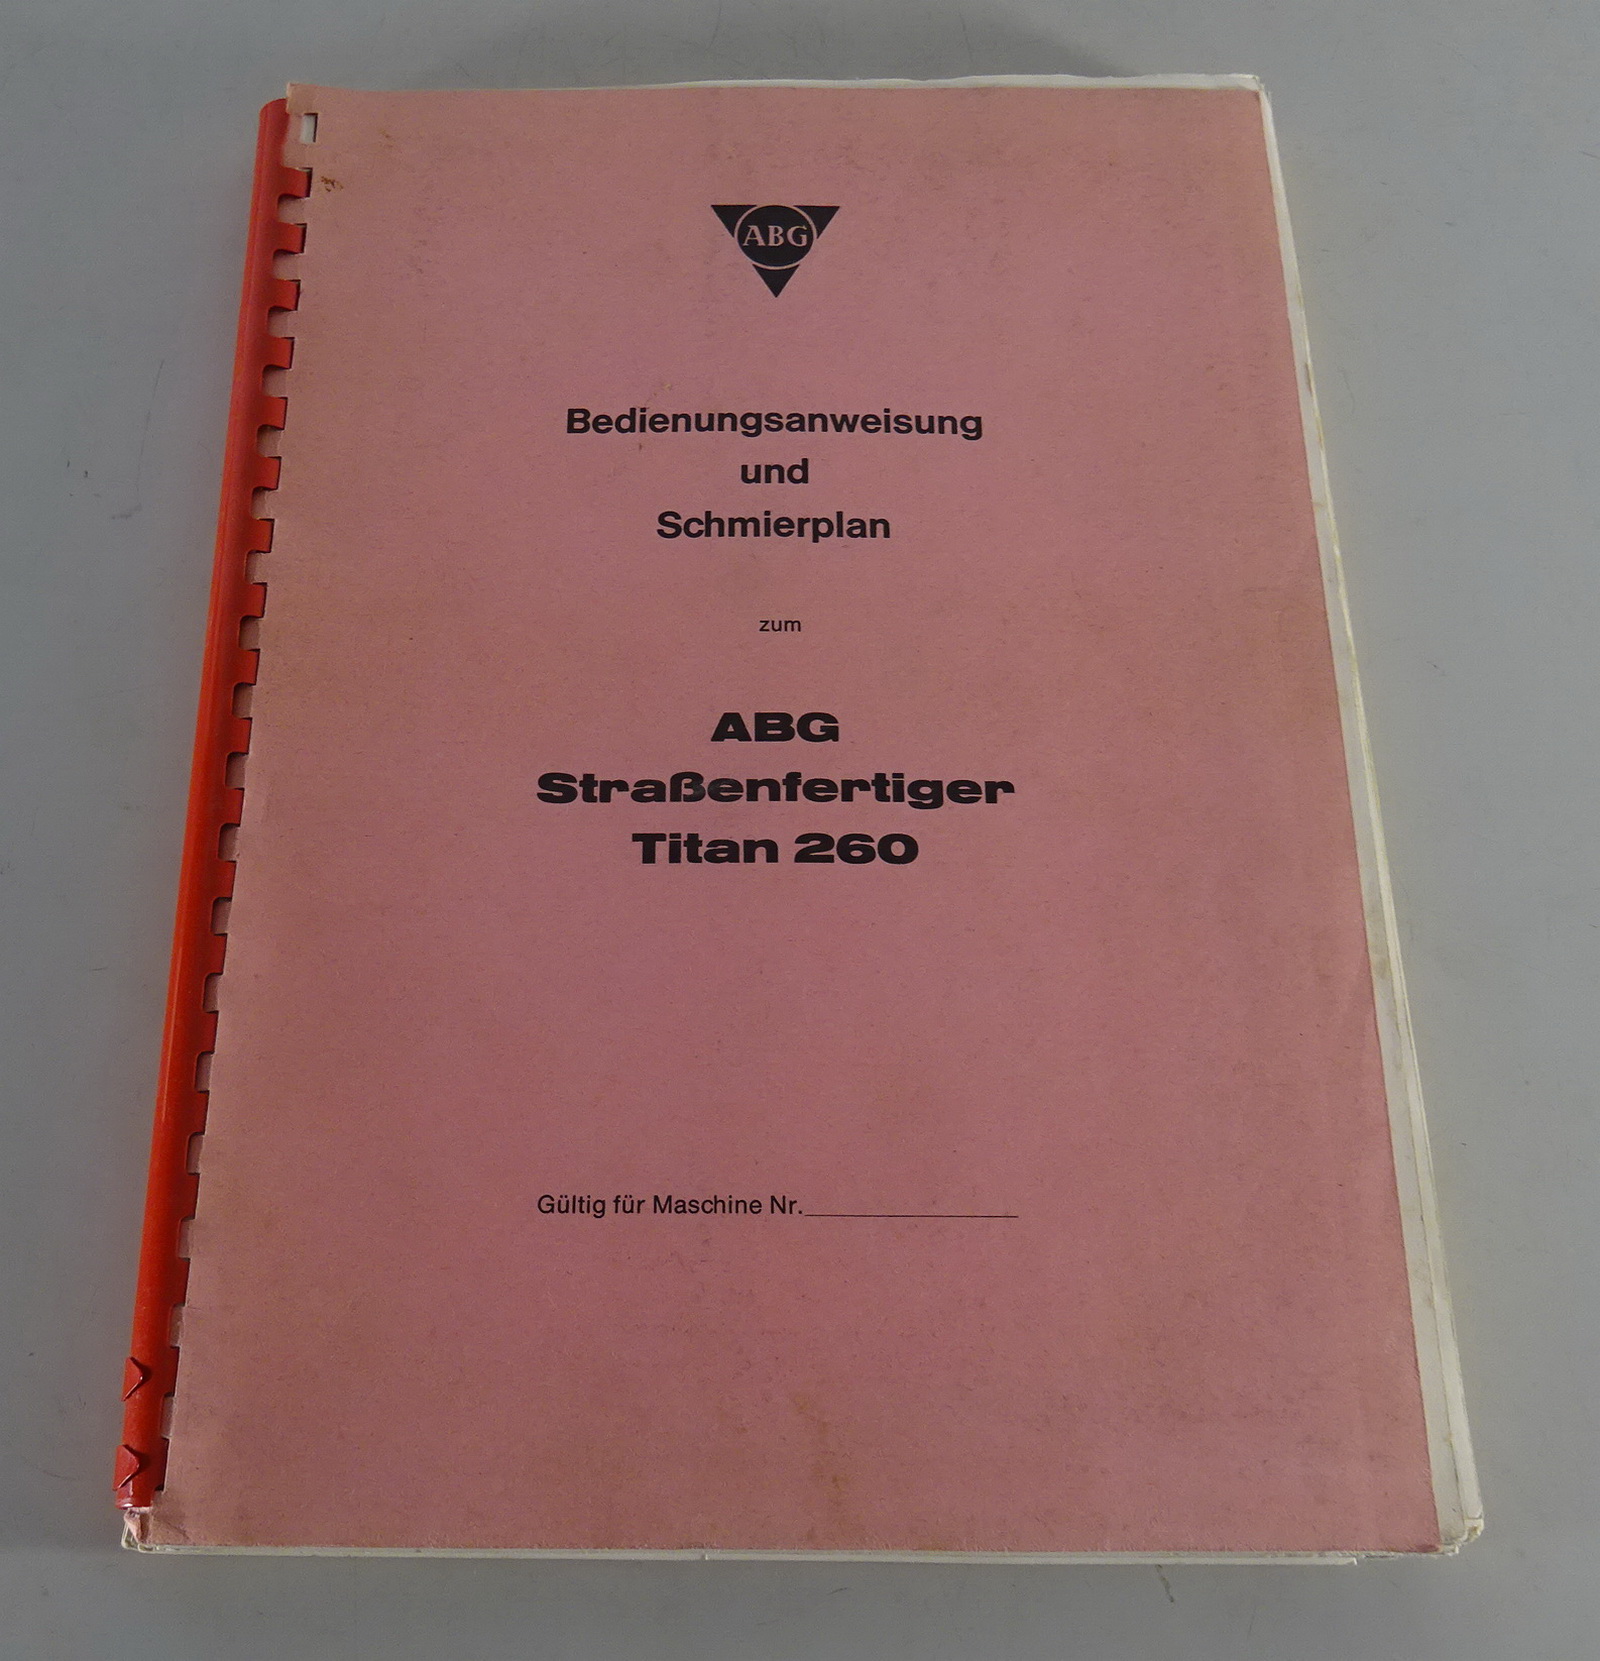 ABG
Bedienungsanweisung
und
Schmierplan
zum
ABG
Straßenfertiger
Titan 260
Gültig für Maschine Nr.